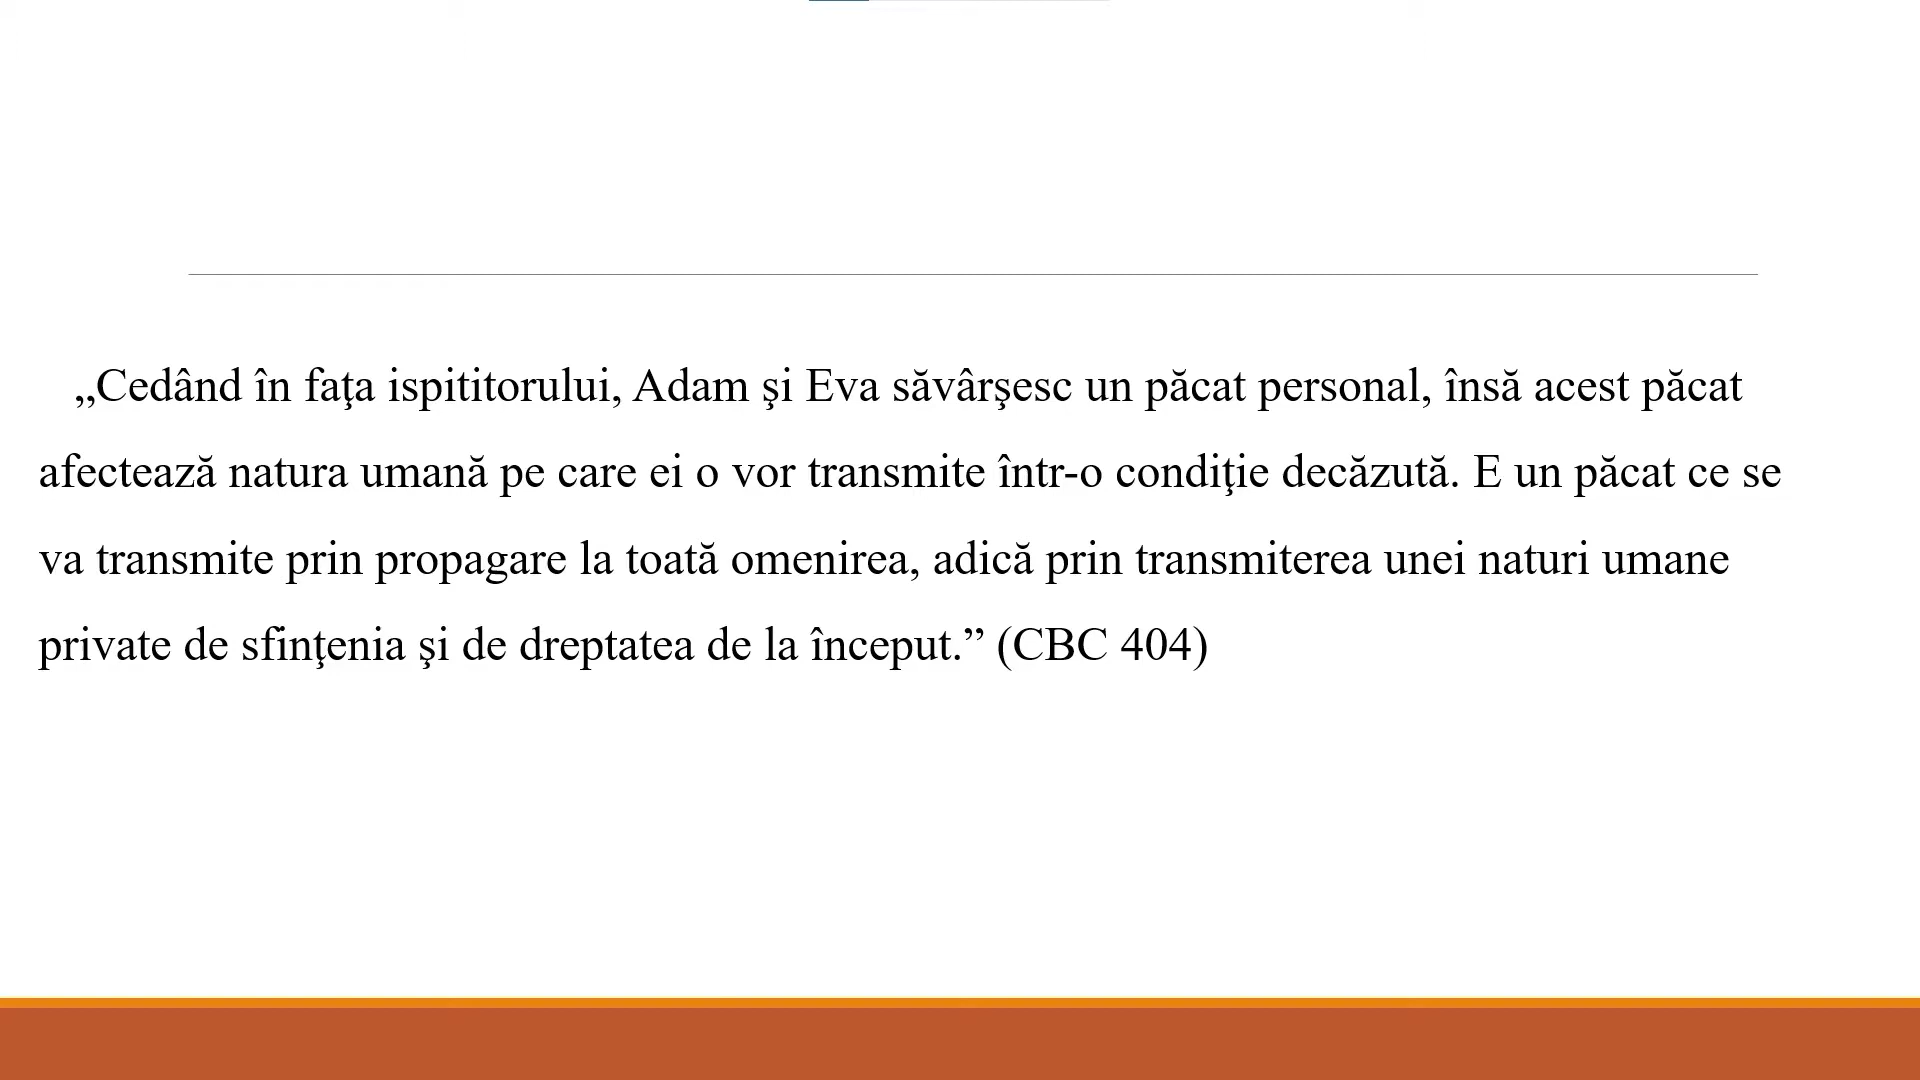 „Cedând în faţa ispititorului, Adam şi Eva săvârşesc un păcat personal, însă acest păcat
afectează natura umană pe care ei o vor transmite într-o condiţie decăzută. E un păcat ce se
va transmite prin propagare la toată omenirea, adică prin transmiterea unei naturi umane
private de sfinţenia şi de dreptatea de la început.” (CBC 404)